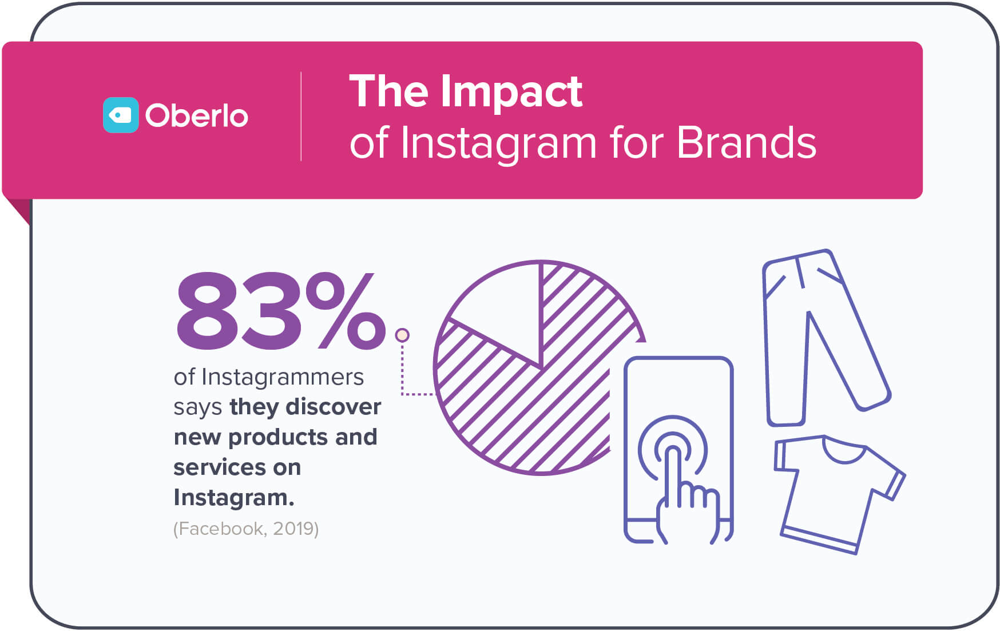 Oberlo
The Impact
of Instagram for Brands
83%
of Instagrammers
says they discover
new products and
services on
Instagram.
(Facebook, 2019)